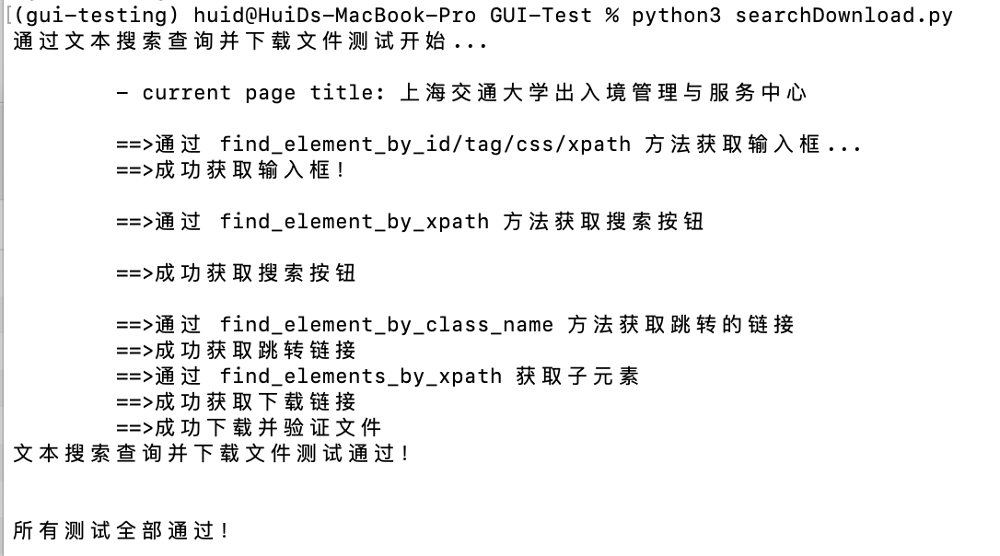 [(gui-testing) huid@HuiDs-MacBook-Pro GUI-Test % python3 searchDownload.py
通过文本搜索查询并下载文件测试开始...
- current page title: 上海交通大学出入境管理与服务中心
==>通过 find_element_by_id/tag/css/xpath 方法获取输入框...
==>成功获取输入框!
==>通过 find_element_by_xpath 方法获取搜索按钮
==>成功获取搜索按钮
==>通过 find_element_by_class_name 方法获取跳转的链接
==>成功获取跳转链接
==>通过 find_elements_by_xpath 获取子元素
==>成功获取下载链接
==>成功下载并验证文件
文本搜索查询并下载文件测试通过!
所有测试全部通过!